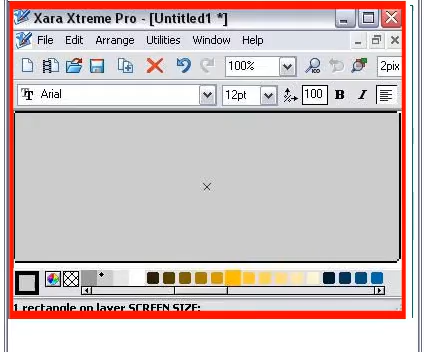 Xara Xtreme Pro - [Untitled1 *]
File Edit Arrange Utilities Window Help
100% 2pix
Arial 12pt 100 B I
1 rectangle on layer SCREEN SIZE: